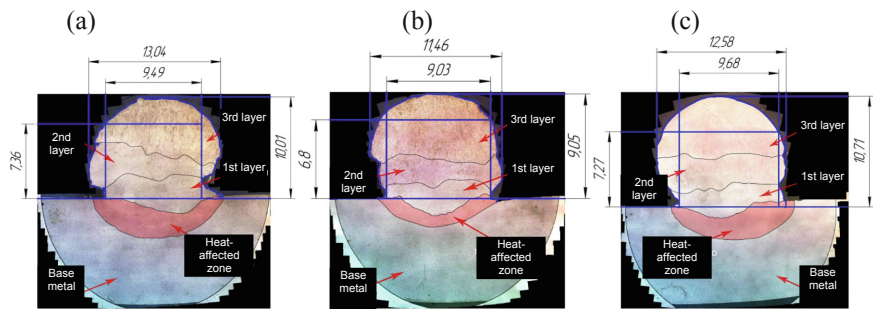 (a)
13,04
9,49
2nd layer
3rd layer
1st layer
7,36
10,01
Heat-affected zone
Base metal
(b)
11,46
9,03
3rd layer
1st layer
2nd layer
6,8
9,05
Heat-affected zone
Base metal
(c)
12,58
9,68
3rd layer
1st layer
2nd layer
7,27
10,71
Heat-affected zone
Base metal